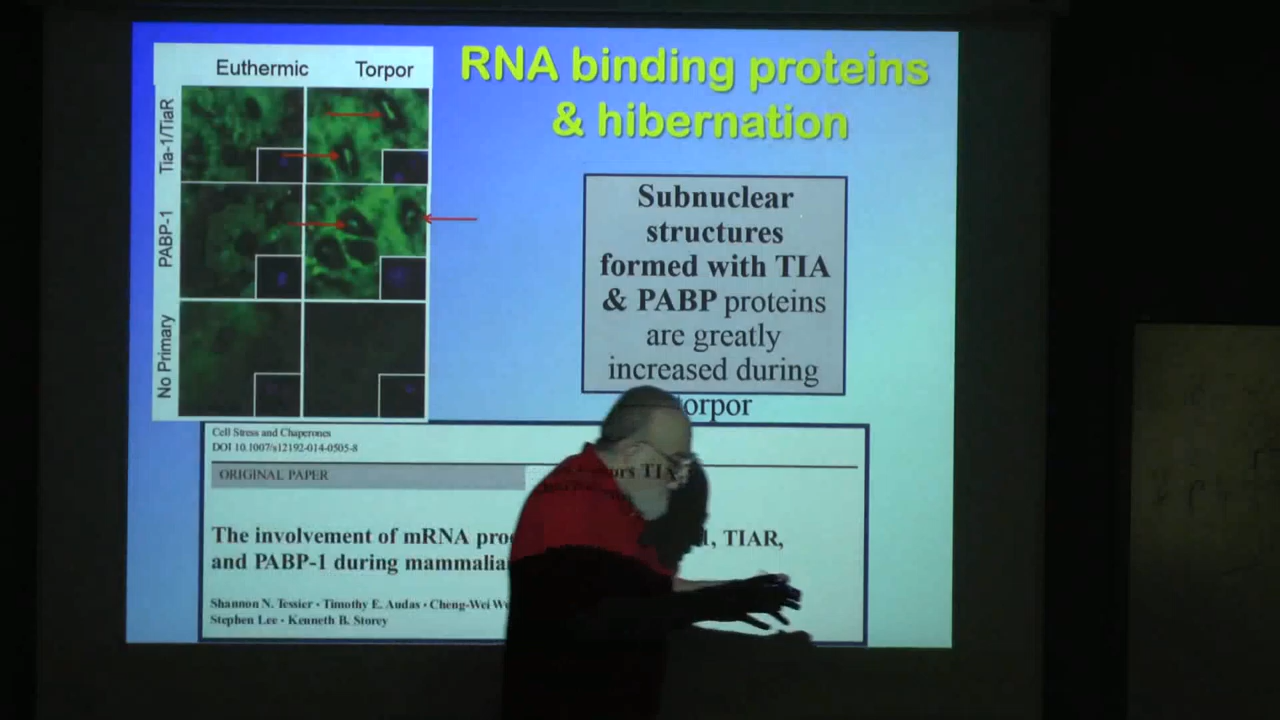 RNA binding proteins
& hibernation
Euthermic Torpor
Tia-1/TiaR
PABP-1
No Primary
Subnuclear
structures
formed with TIA
& PABP proteins
are greatly
increased during
orpor
Cell Stress and Chaperones
DOI 10.1007/s12192-014-0505-8
ORIGINAL PAPER
The involvement of mRNA pro , TIAR,
and PABP-1 during mammalia
Shannon N. Tessier · Timothy E. Audas · Cheng-Wei
Stephen Lee · Kenneth B. Storey